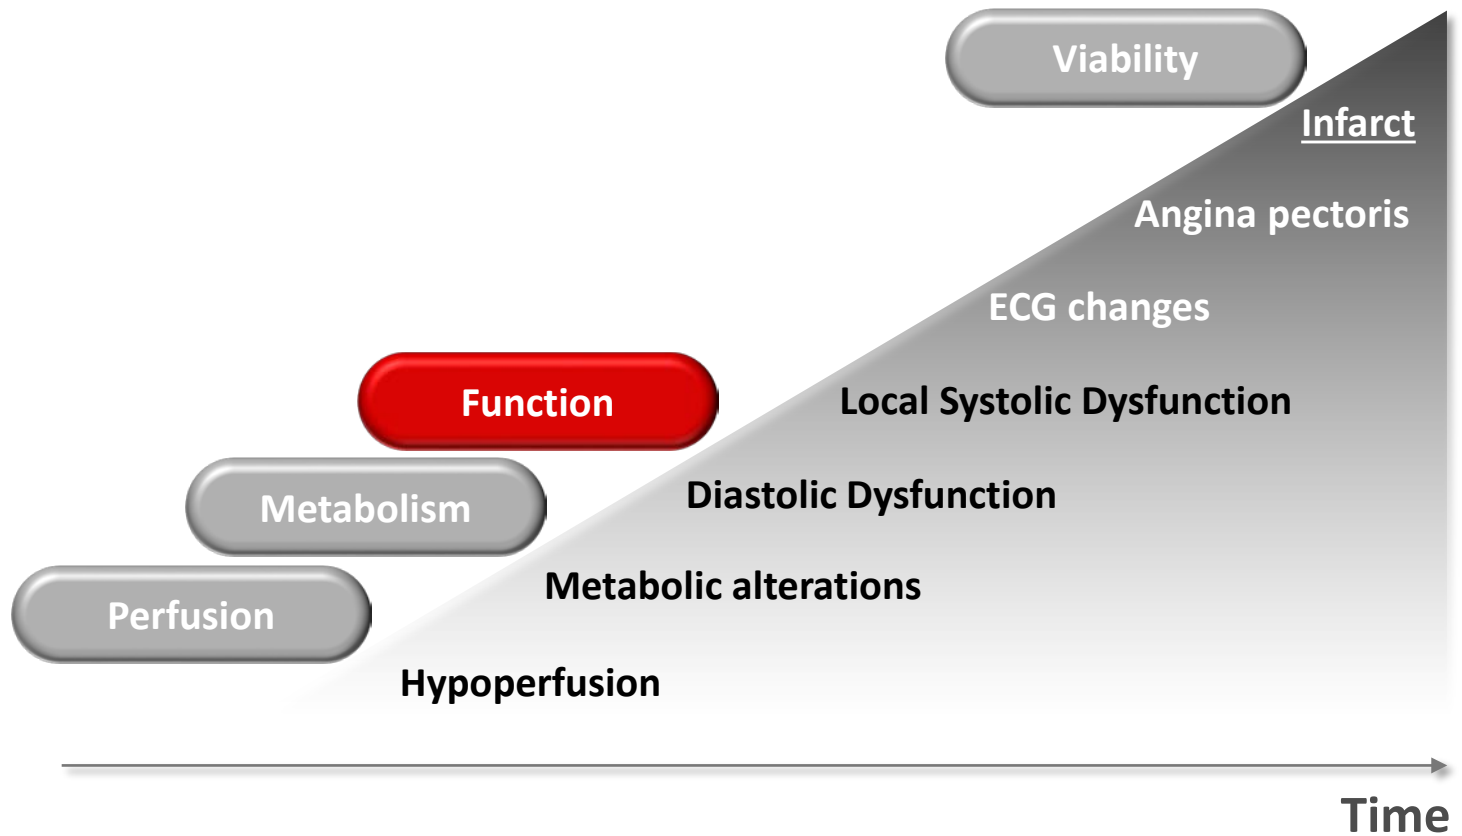 Viability
Infarct
Angina pectoris
ECG changes
Function
Local Systolic Dysfunction
Diastolic Dysfunction
Metabolism
Metabolic alterations
Perfusion
Hypoperfusion
Time